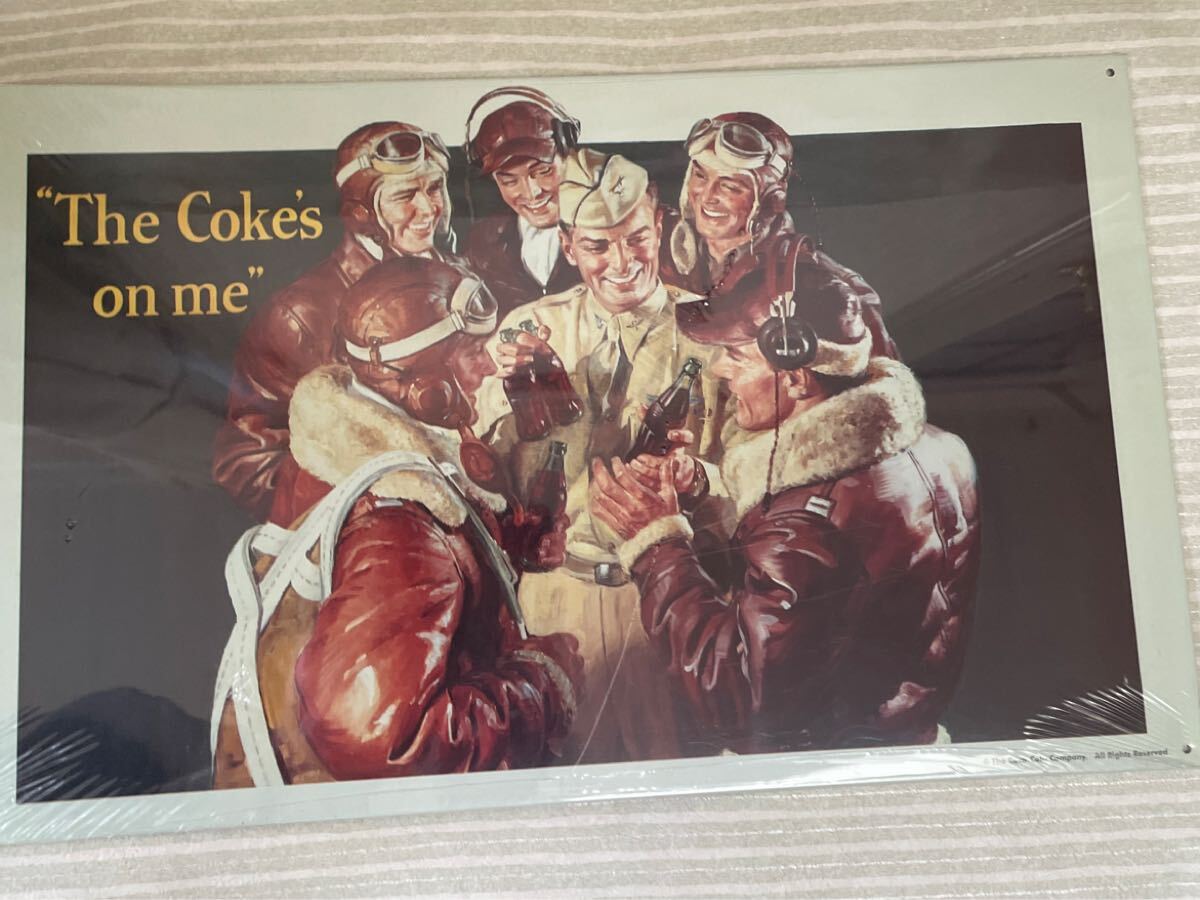 “The Coke's
on me”
© The Coca-Cola Company. All Rights Reserved